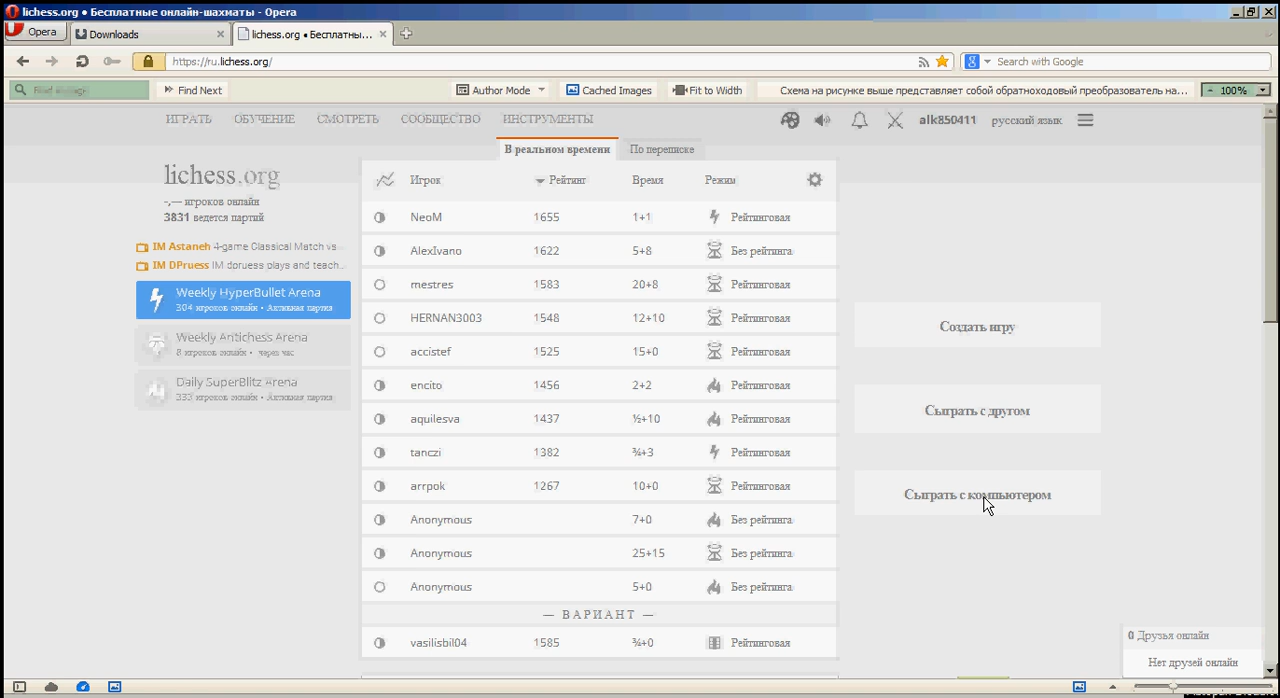 lichess.org • Бесплатные онлайн-шахматы - Opera
Opera
Downloads
lichess.org • Бесплатны...
https://ru.lichess.org/
Search with Google
Find Next
Author Mode
Cached Images
Fit to Width
Схема на рисунке выше представляет собой обратноходовый преобразователь на...
100%
ИГРАТЬ
ОБУЧЕНИЕ
СМОТРЕТЬ
СООБЩЕСТВО
ИНСТРУМЕНТЫ
alk850411
русский язык
lichess.org
-,— игроков онлайн
3831 ведется партий
IM Astaneh 4-game Classical Match vs
IM DPruess IM dpruess plays and teach...
Weekly HyperBullet Arena
304 игроков онлайн • Активная партия
Weekly Antichess Arena
8 игроков онлайн • через час
Daily SuperBlitz Arena
333 игроков онлайн • Активная партия
В реальном времени
По переписке
Игрок Рейтинг Время Режим
NeoM 1655 1+1 Рейтинговая
AlexIvano 1622 5+8 Без рейтинга
mestres 1583 20+8 Рейтинговая
HERNAN3003 1548 12+10 Рейтинговая
accistef 1525 15+0 Рейтинговая
encito 1456 2+2 Рейтинговая
aquilesva 1437 ½+10 Рейтинговая
tanczi 1382 ¾+3 Рейтинговая
arrpok 1267 10+0 Рейтинговая
Anonymous 7+0 Без рейтинга
Anonymous 25+15 Без рейтинга
Anonymous 5+0 Без рейтинга
— ВАРИАНТ —
vasilisbil04 1585 ¾+0 Рейтинговая
Создать игру
Сыграть с другом
Сыграть с компьютером
0 Друзья онлайн
Нет друзей онлайн